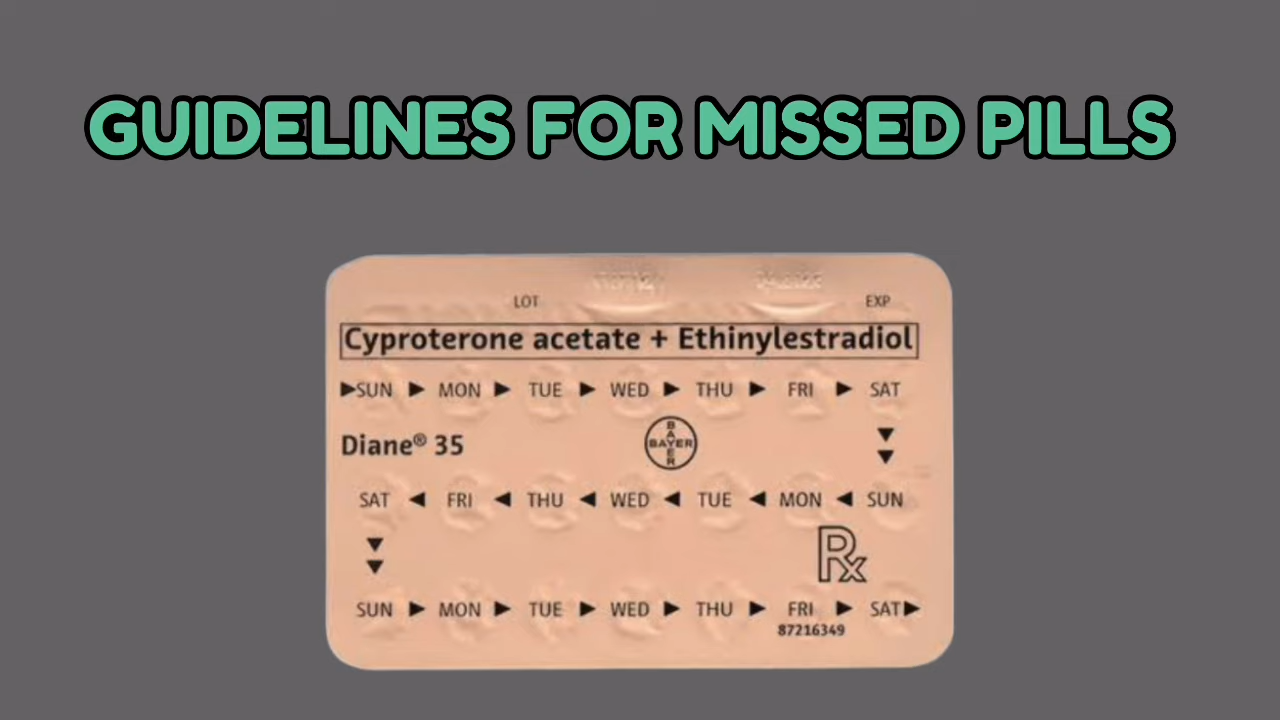 GUIDELINES FOR MISSED PILLS
LOT EXP
Cyproterone acetate + Ethinylestradiol
▶SUN ▶ MON ▶ TUE ▶ WED ▶ THU ▶ FRI ▶ SAT
Diane® 35
BAYER
BAYER
SAT ◀ FRI ◀ THU ◀ WED ◀ TUE ◀ MON ◀ SUN
Rx
SUN ▶ MON ▶ TUE ▶ WED ▶ THU ▶ FRI ▶ SAT▶
87216349